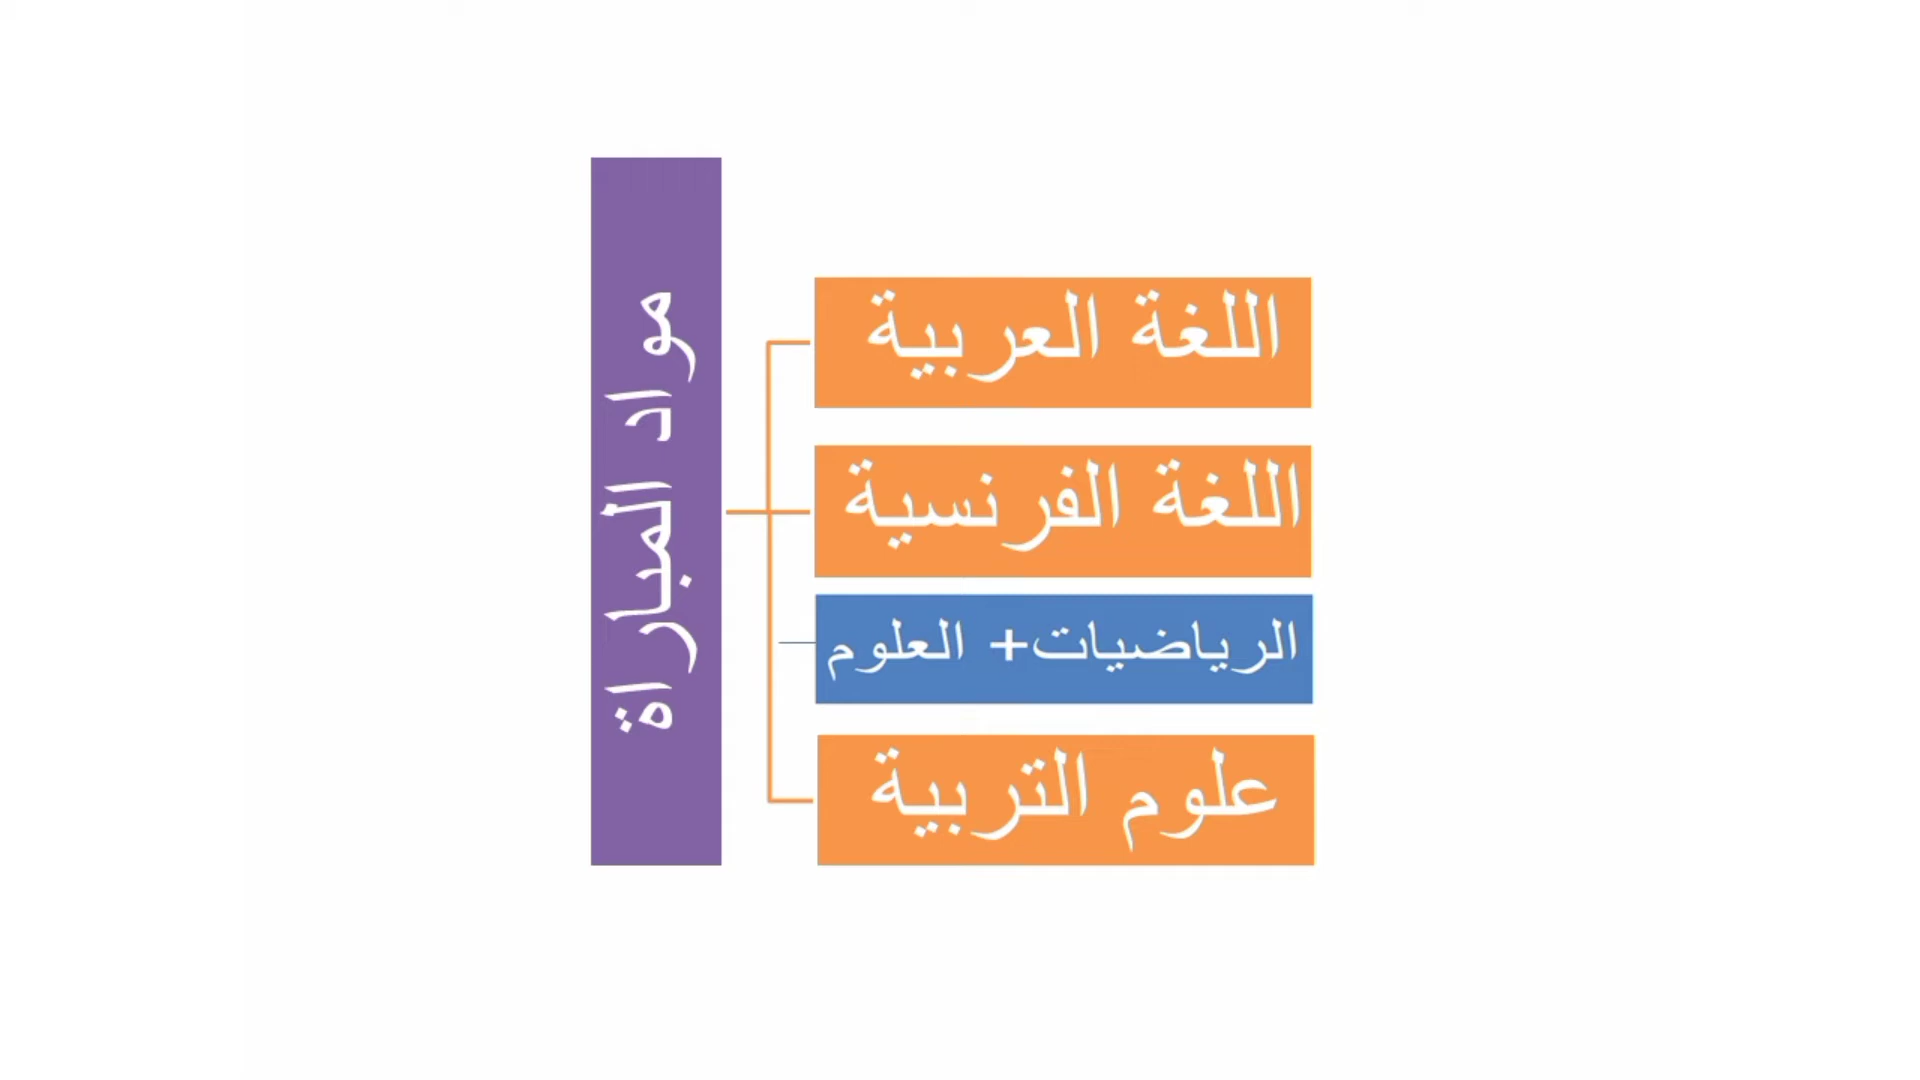 مواد المباراة
اللغة العربية
اللغة الفرنسية
الرياضيات+ العلوم
علوم التربية